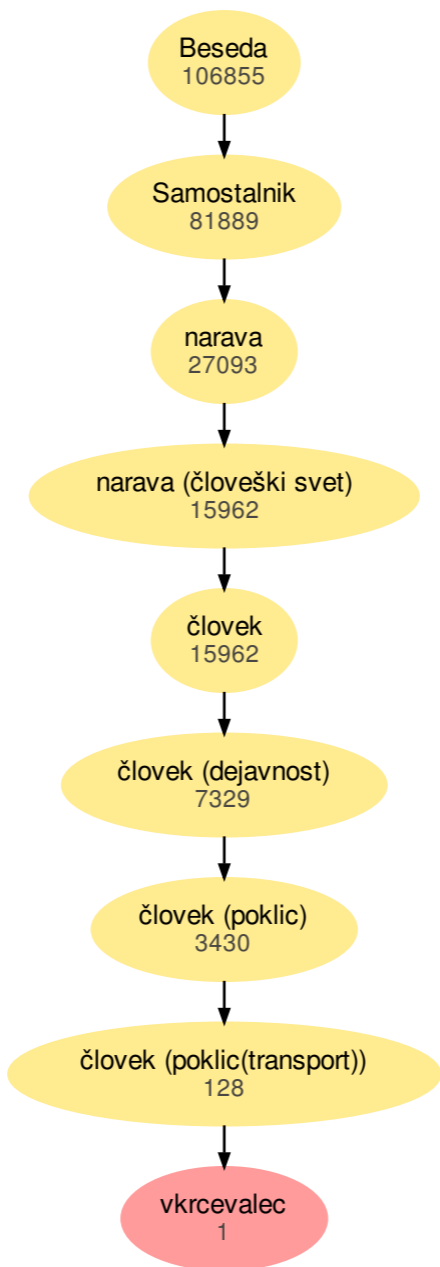 Beseda
106855
Samostalnik
81889
narava
27093
narava (človeški svet)
15962
človek
15962
človek (dejavnost)
7329
človek (poklic)
3430
človek (poklic(transport))
128
vkrcevalec
1